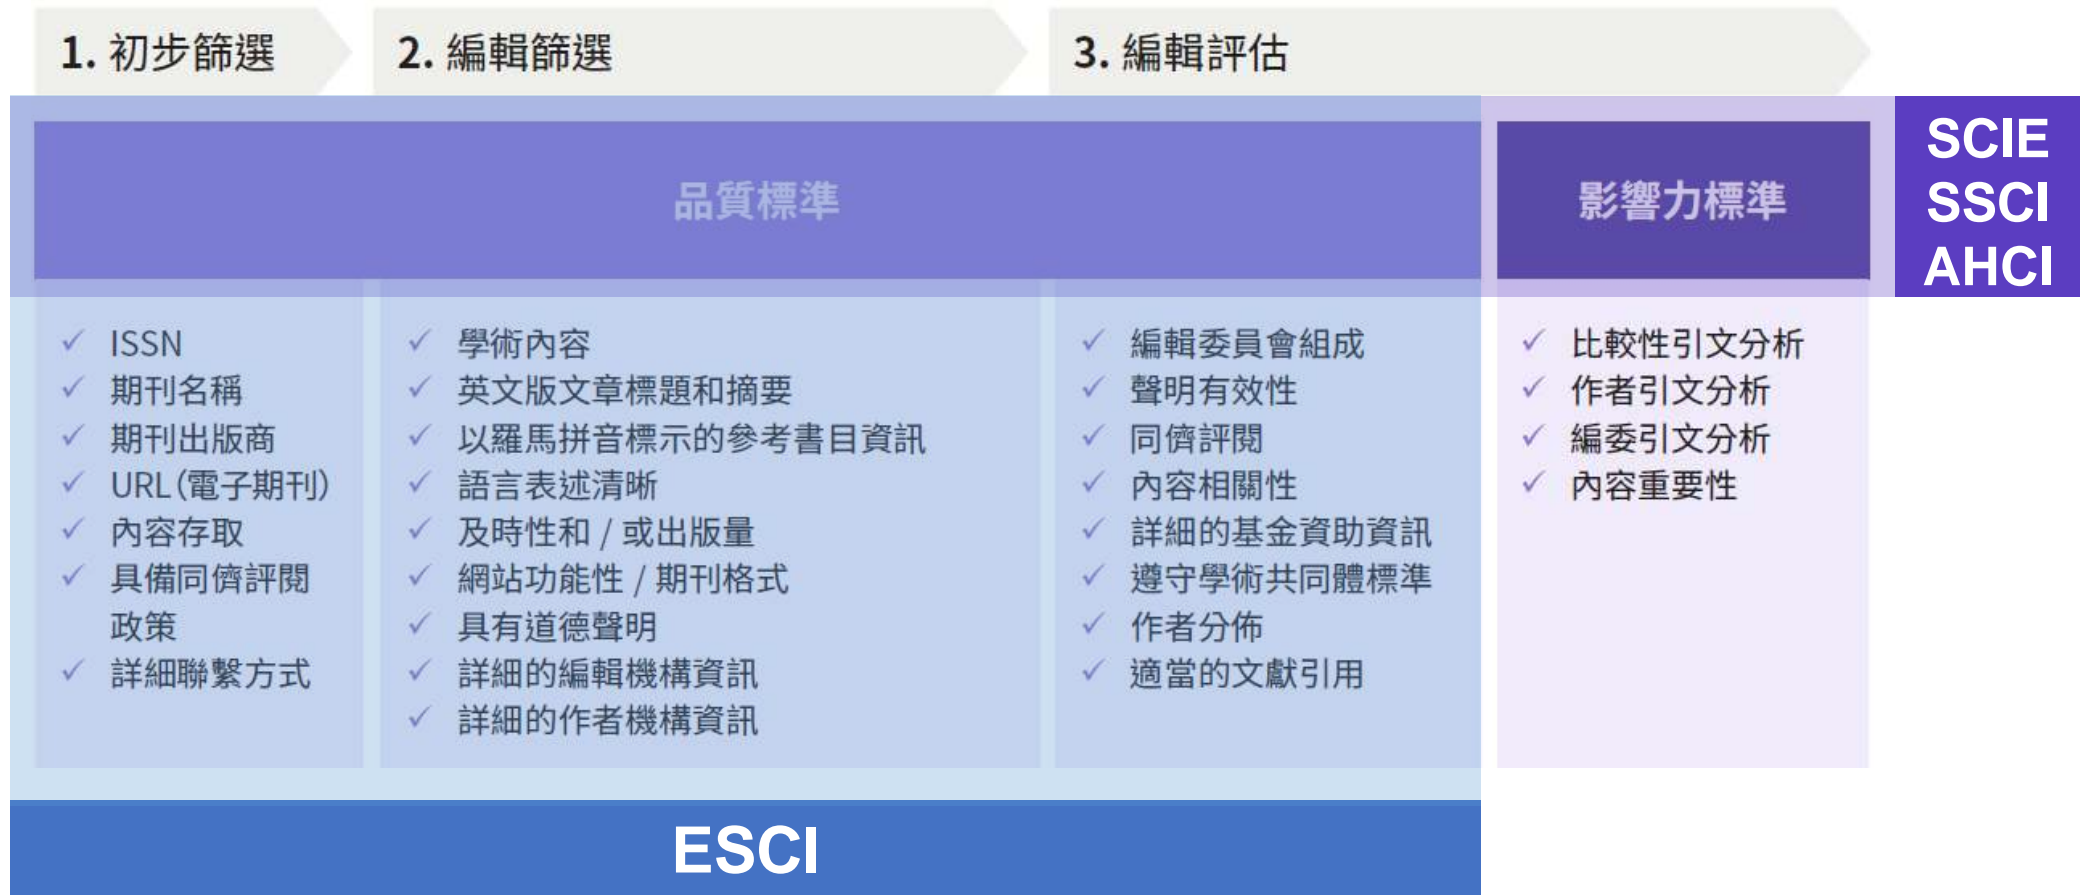 1. 初步篩選
2. 編輯篩選
3. 編輯評估
品質標準
影響力標準
SCIE
SSCI
AHCI
✓ ISSN
✓ 期刊名稱
✓ 期刊出版商
✓ URL(電子期刊)
✓ 內容存取
✓ 具備同儕評閱
政策
✓ 詳細聯繫方式
✓ 學術內容
✓ 英文版文章標題和摘要
✓ 以羅馬拼音標示的參考書目資訊
✓ 語言表述清晰
✓ 及時性和 / 或出版量
✓ 網站功能性 / 期刊格式
✓ 具有道德聲明
✓ 詳細的編輯機構資訊
✓ 詳細的作者機構資訊
✓ 編輯委員會組成
✓ 聲明有效性
✓ 同儕評閱
✓ 內容相關性
✓ 詳細的基金資助資訊
✓ 遵守學術共同體標準
✓ 作者分佈
✓ 適當的文獻引用
✓ 比較性引文分析
✓ 作者引文分析
✓ 編委引文分析
✓ 內容重要性
ESCI